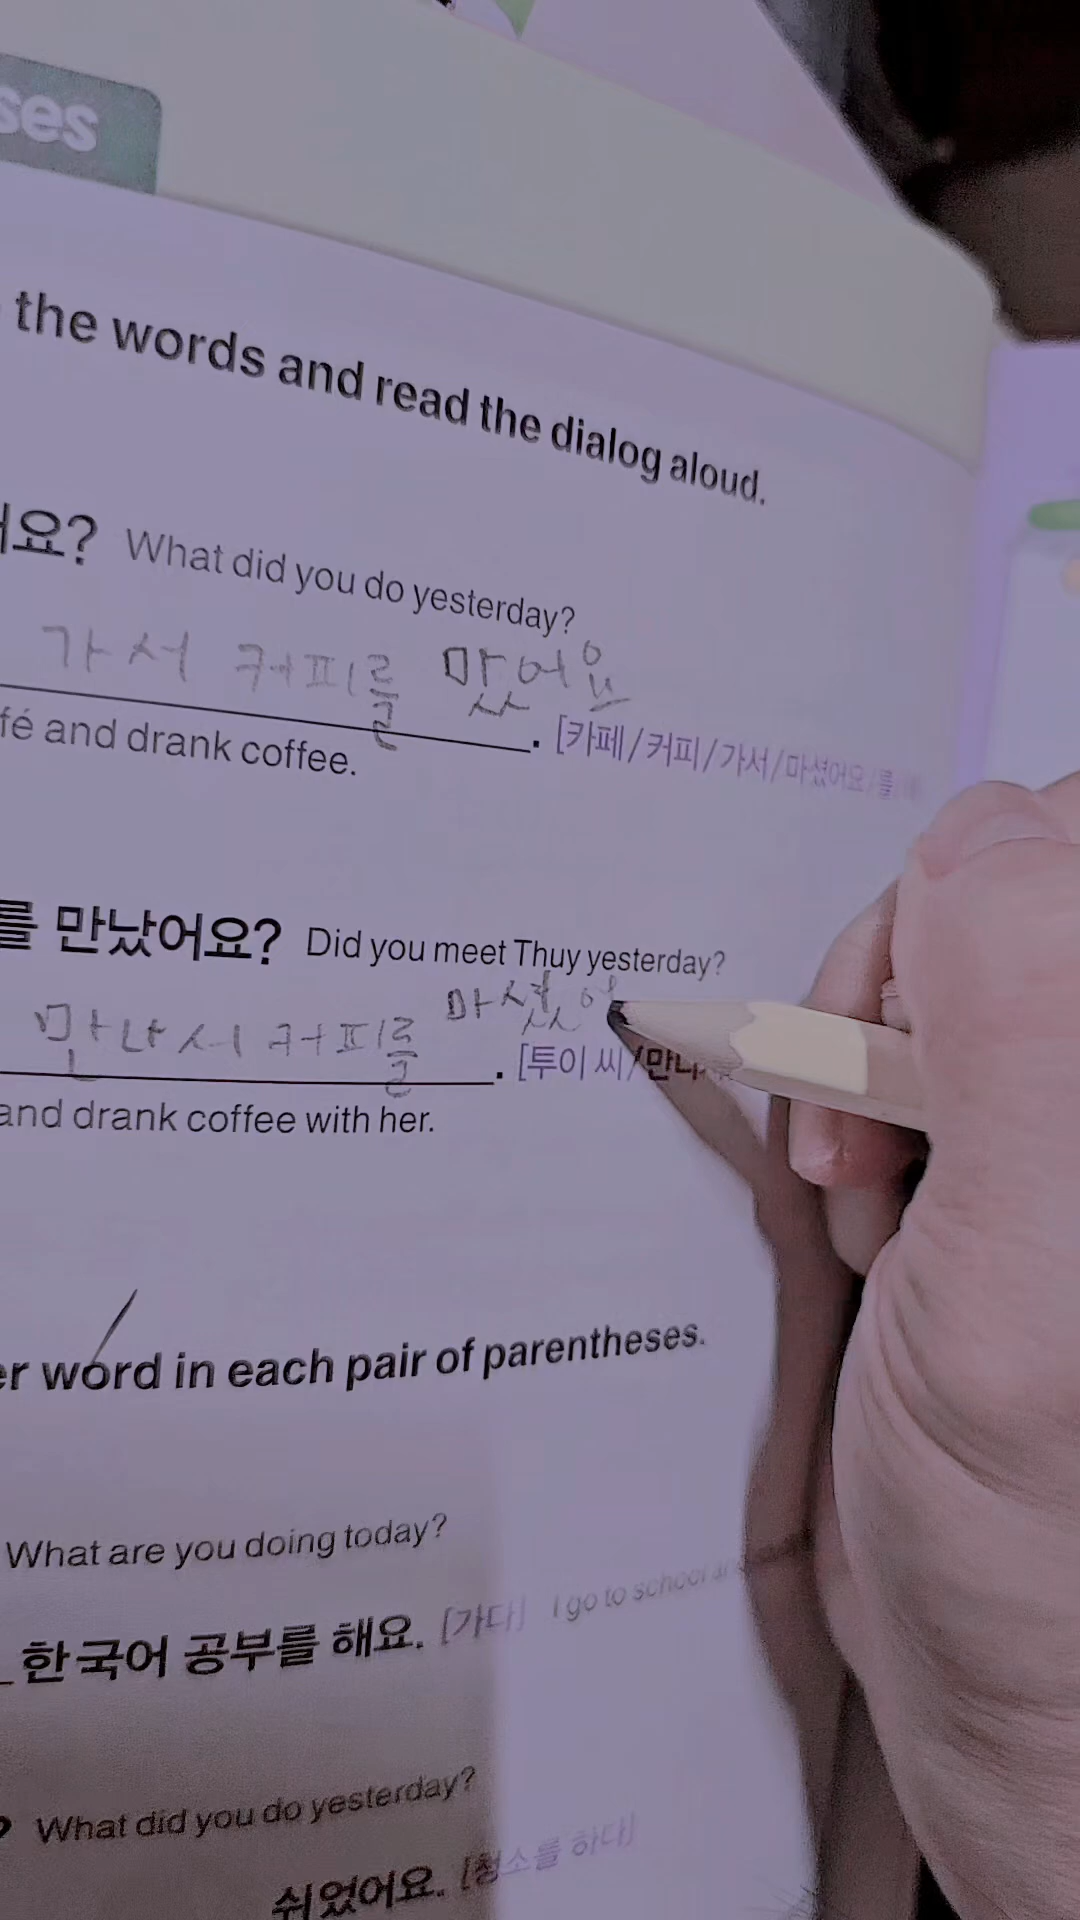 ses
the words and read the dialog aloud.
요? What did you do yesterday?
가서 커피를 맜어요
fé and drank coffee. [카페/커피/가서/마셨어요/를
를 만났어요? Did you meet Thuy yesterday?
만나서 커피를 마셨어
. [투이 씨/만나
and drank coffee with her.
er word in each pair of parentheses.
What are you doing today?
한국어 공부를 해요. [가다] I go to school
? What did you do yesterday?
쉬었어요. [청소를 하다]